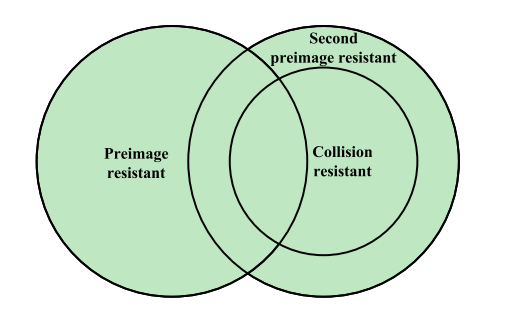 Second
preimage resistant
Preimage
resistant
Collision
resistant